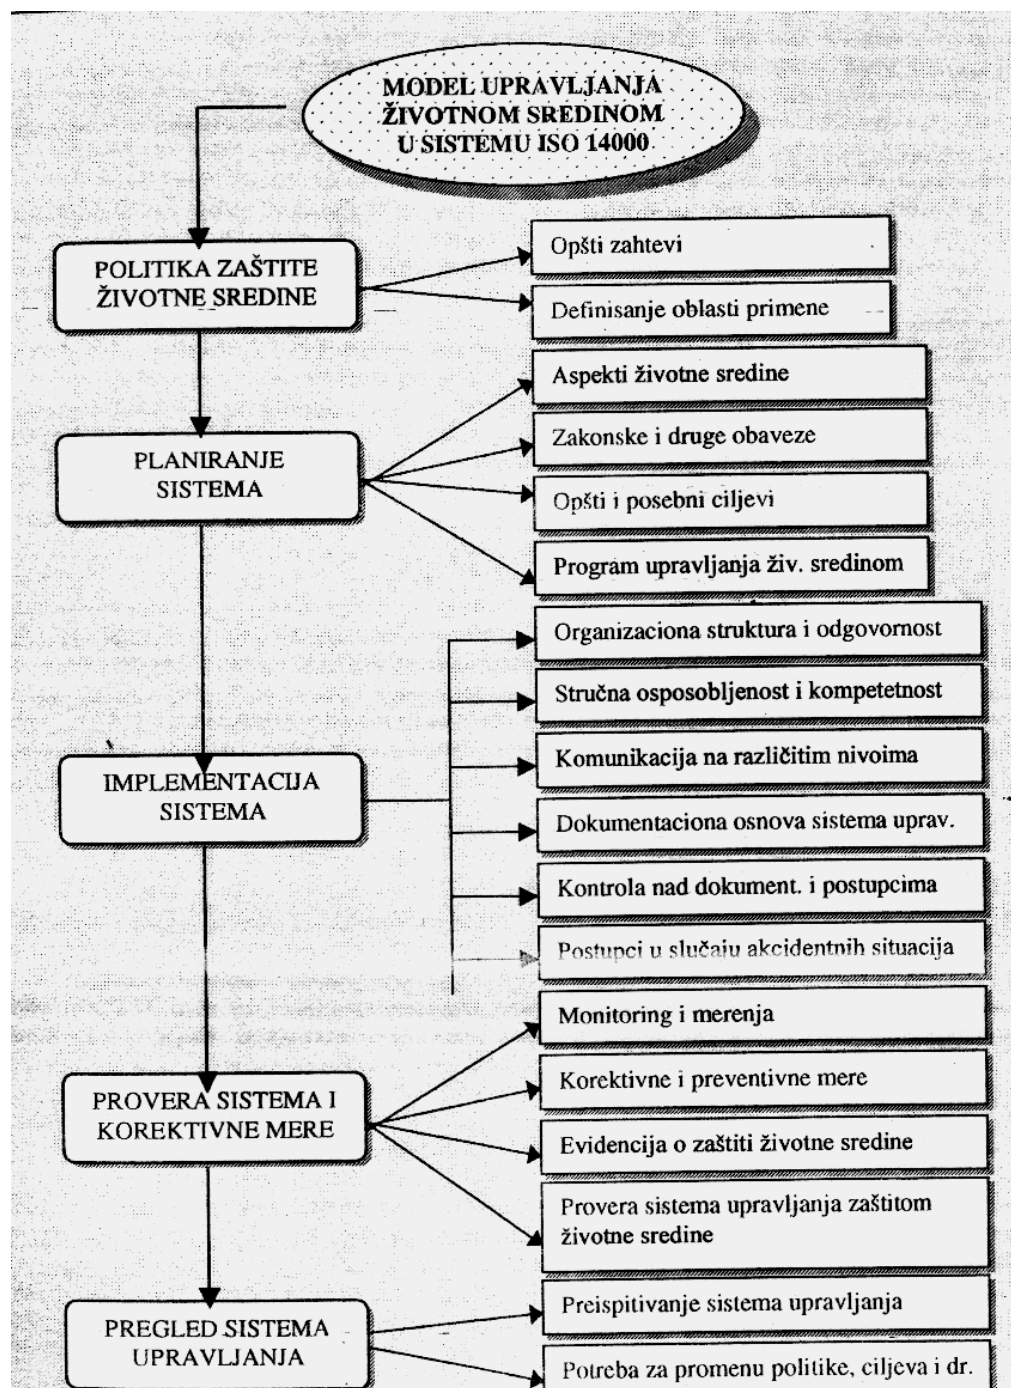 MODEL UPRAVLJANJA
ŽIVOTNOM SREDINOM
U SISTEMU ISO 14000
POLITIKA ZAŠTITE
ŽIVOTNE SREDINE
Opšti zahtevi
Definisanje oblasti primene
PLANIRANJE
SISTEMA
Aspekti životne sredine
Zakonske i druge obaveze
Opšti i posebni ciljevi
Program upravljanja živ. sredinom
IMPLEMENTACIJA
SISTEMA
Organizaciona struktura i odgovornost
Stručna osposobljenost i kompetetnost
Komunikacija na različitim nivoima
Dokumentaciona osnova sistema uprav.
Kontrola nad dokument. i postupcima
Postupci u slučaju akcidentnih situacija
PROVERA SISTEMA I
KOREKTIVNE MERE
Monitoring i merenja
Korektivne i preventivne mere
Evidencija o zaštiti životne sredine
Provera sistema upravljanja zaštitom
životne sredine
PREGLED SISTEMA
UPRAVLJANJA
Preispitivanje sistema upravljanja
Potreba za promenu politike, ciljeva i dr.